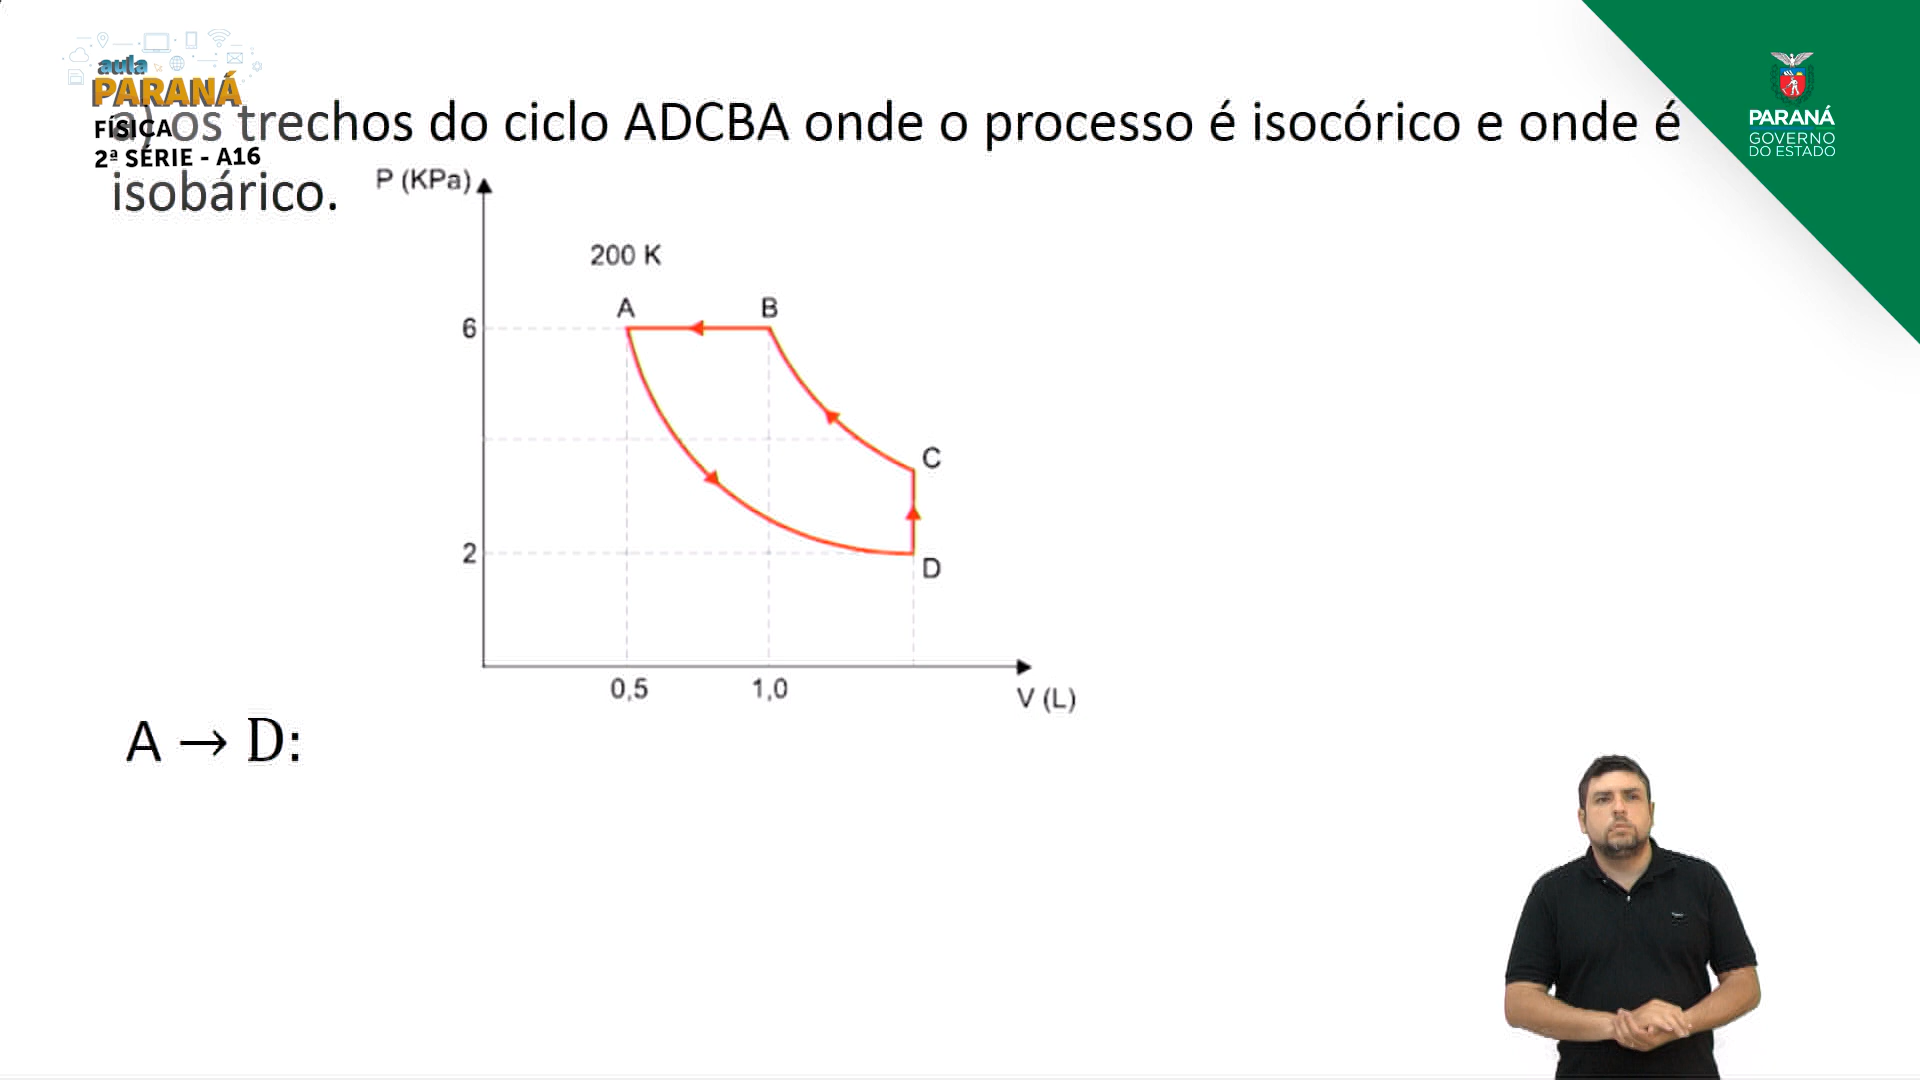 aula
PARANÁ
FÍSICA
2ª SÉRIE - A16
a) os trechos do ciclo ADCBA onde o processo é isocórico e onde é
isobárico.
PARANÁ
GOVERNO
DO ESTADO
P (KPa)
200 K
A B
6
C
2
D
0,5 1,0
V (L)
A → D: